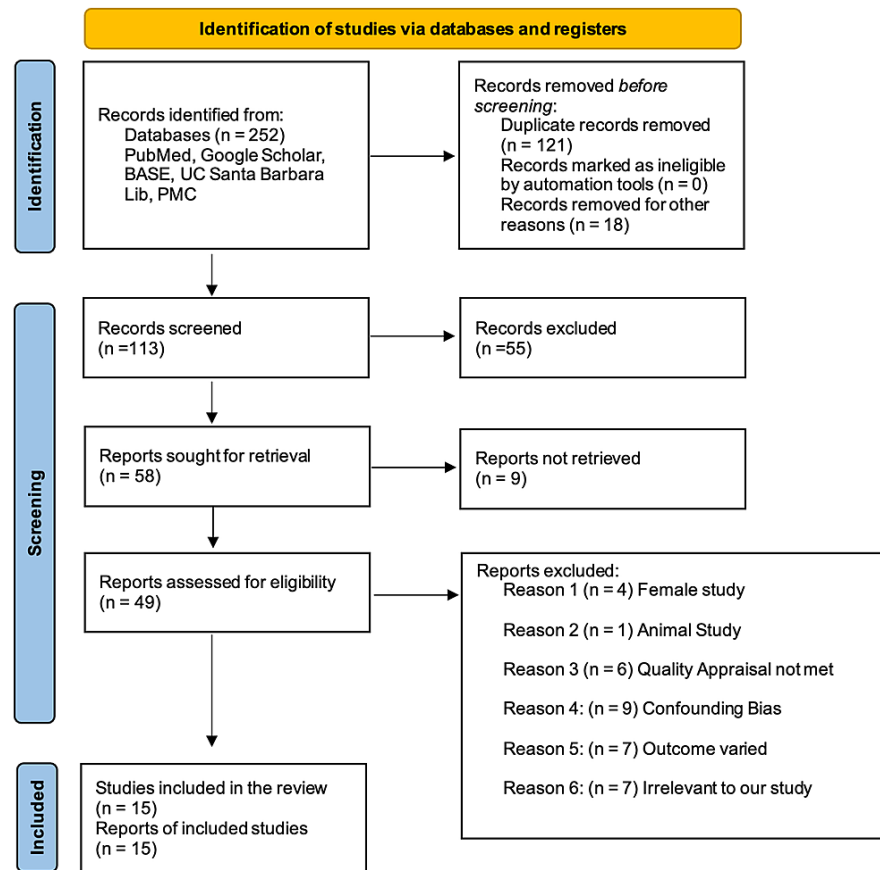 Identification of studies via databases and registers
Identification
Records identified from:
Databases (n = 252)
PubMed, Google Scholar,
BASE, UC Santa Barbara
Lib, PMC
Records removed before
screening:
Duplicate records removed
(n = 121)
Records marked as ineligible
by automation tools (n = 0)
Records removed for other
reasons (n = 18)
Screening
Records screened
(n =113)
Records excluded
(n =55)
Reports sought for retrieval
(n = 58)
Reports not retrieved
(n = 9)
Reports assessed for eligibility
(n = 49)
Reports excluded:
Reason 1 (n = 4) Female study
Reason 2 (n = 1) Animal Study
Reason 3 (n = 6) Quality Appraisal not met
Reason 4: (n = 9) Confounding Bias
Reason 5: (n = 7) Outcome varied
Reason 6: (n = 7) Irrelevant to our study
Included
Studies included in the review
(n = 15)
Reports of included studies
(n = 15)